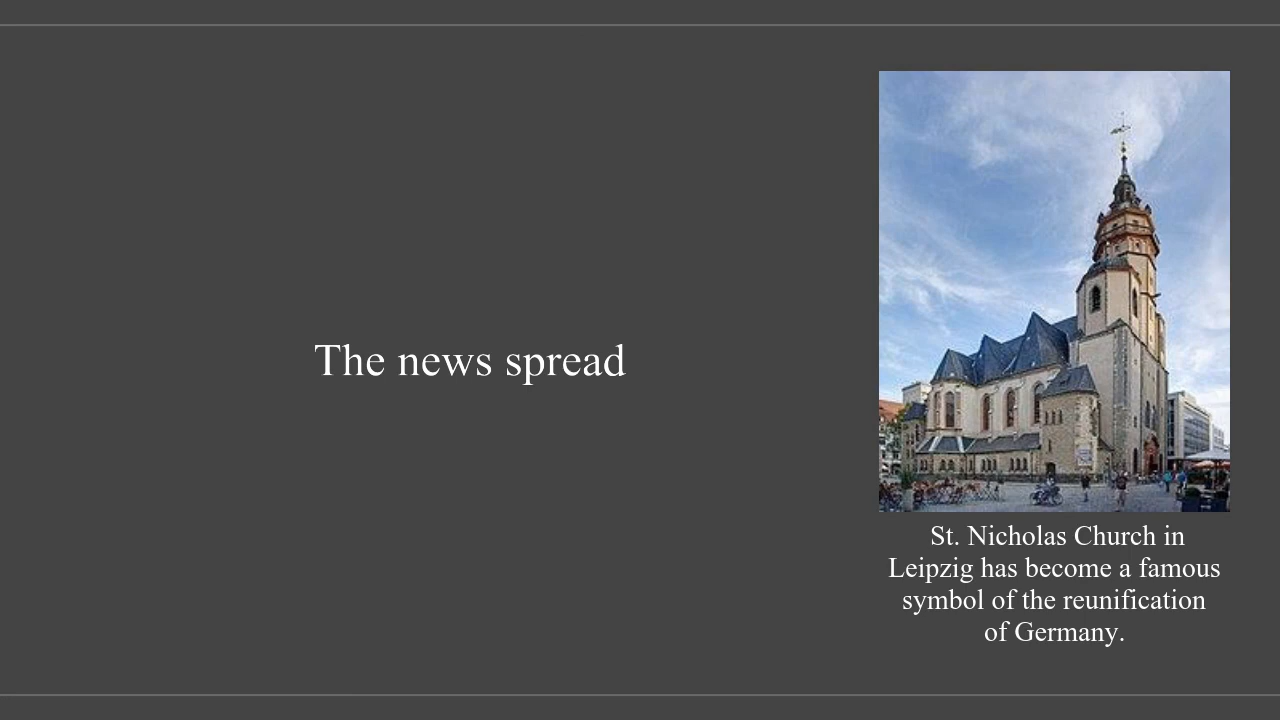 The news spread
St. Nicholas Church in
Leipzig has become a famous
symbol of the reunification
of Germany.